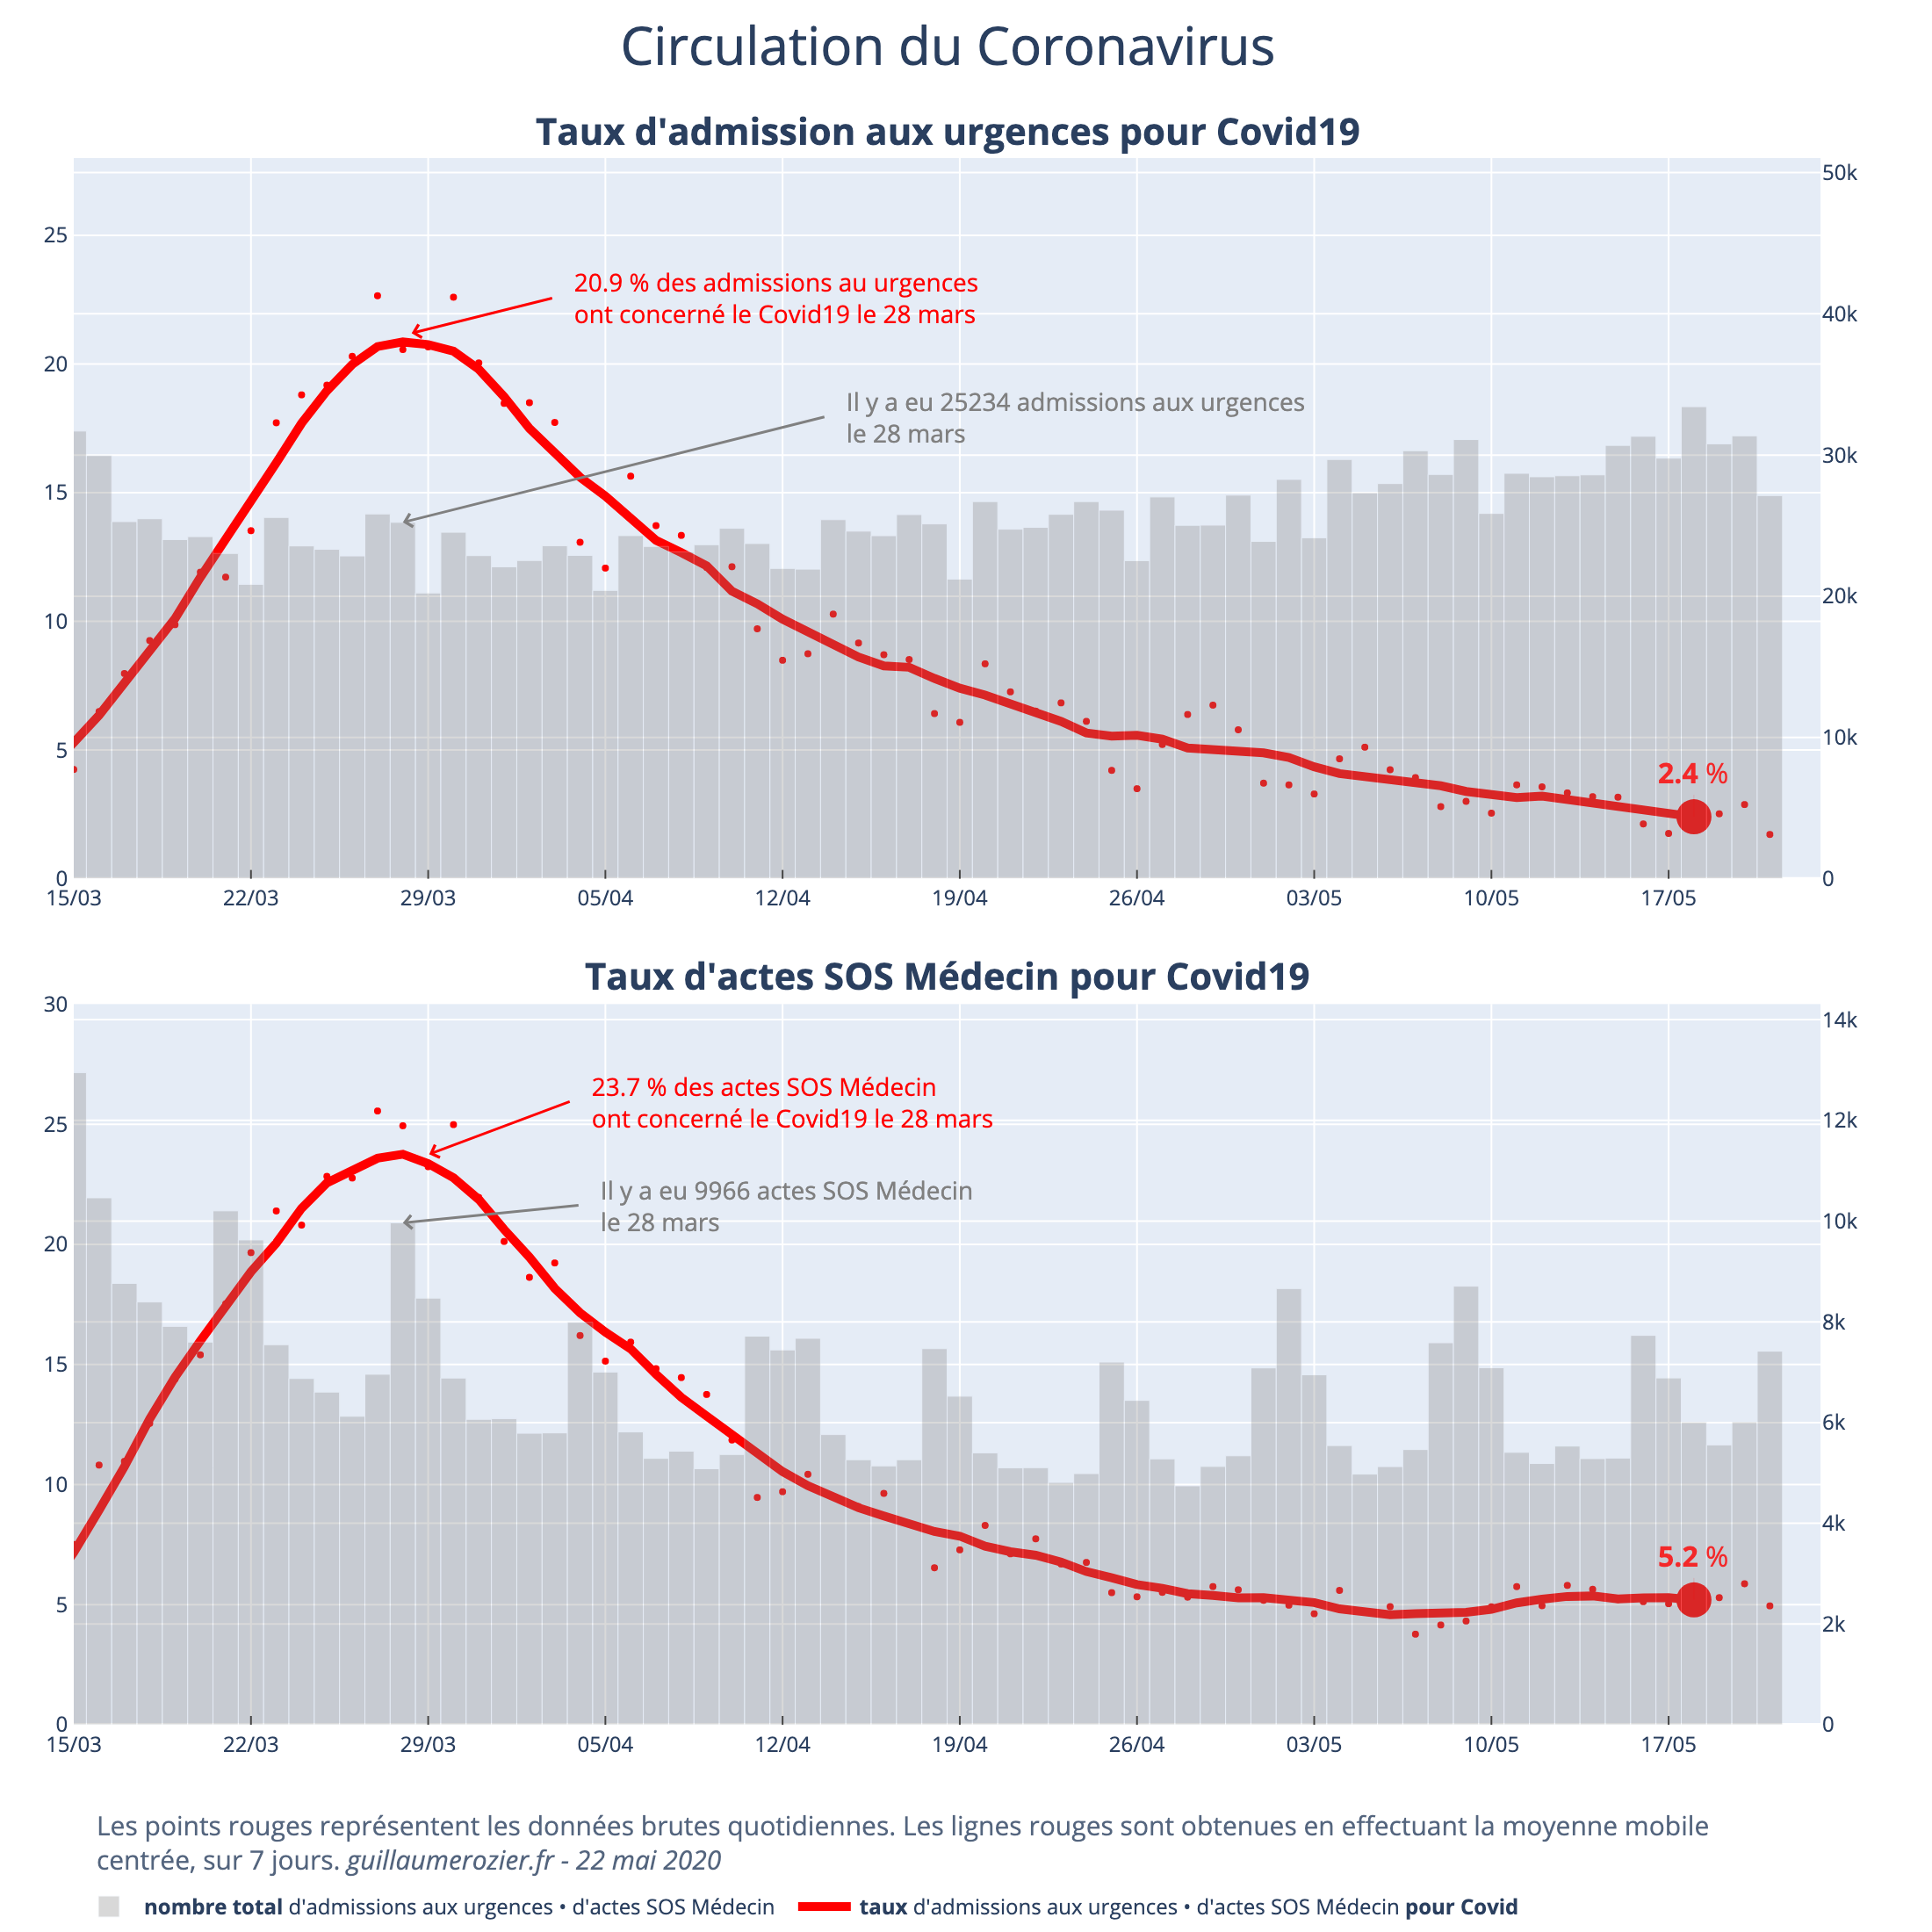 Circulation du Coronavirus
Taux d'admission aux urgences pour Covid19
50k
25
20.9 % des admissions au urgences
ont concerné le Covid19 le 28 mars
40k
20
Il y a eu 25234 admissions aux urgences
le 28 mars
30k
15
20k
10
10k
5
2.4 %
0
0
15/03 22/03 29/03 05/04 12/04 19/04 26/04 03/05 10/05 17/05
Taux d'actes SOS Médecin pour Covid19
30
14k
23.7 % des actes SOS Médecin
ont concerné le Covid19 le 28 mars
25
12k
Il y a eu 9966 actes SOS Médecin
le 28 mars
10k
20
8k
15
6k
10
4k
5.2 %
5
2k
0
0
15/03 22/03 29/03 05/04 12/04 19/04 26/04 03/05 10/05 17/05
Les points rouges représentent les données brutes quotidiennes. Les lignes rouges sont obtenues en effectuant la moyenne mobile
centrée, sur 7 jours. guillaumerozier.fr - 22 mai 2020
nombre total d'admissions aux urgences • d'actes SOS Médecin taux d'admissions aux urgences • d'actes SOS Médecin pour Covid